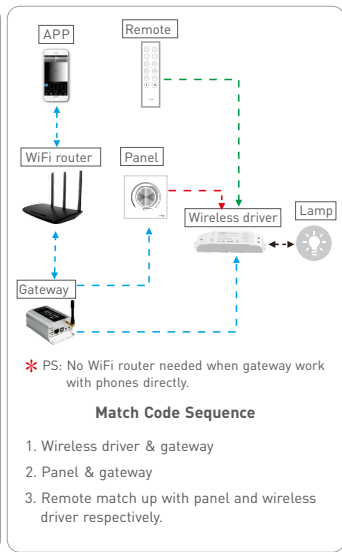 APP
Remote
WiFi router
Panel
Wireless driver
Lamp
Gateway
* PS: No WiFi router needed when gateway work
with phones directly.
Match Code Sequence
1. Wireless driver & gateway
2. Panel & gateway
3. Remote match up with panel and wireless
driver respectively.